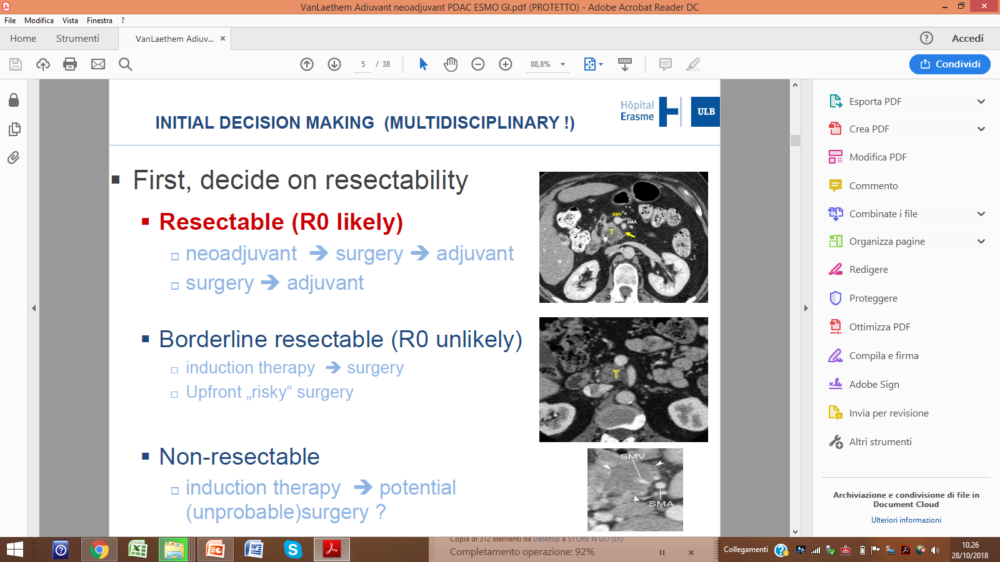 VanLaethem Adiuvant neoadjuvant PDAC ESMO GI.pdf (PROTETTO) - Adobe Acrobat Reader DC
File Modifica Vista Finestra ?
Home Strumenti VanLaethem Adiuv... × ? Accedi
5 / 38 88,8% Condividi
INITIAL DECISION MAKING (MULTIDISCIPLINARY !)
Hôpital
Erasme
ULB
▪ First, decide on resectability
▪ Resectable (R0 likely)
□ neoadjuvant ➔ surgery ➔ adjuvant
□ surgery ➔ adjuvant
▪ Borderline resectable (R0 unlikely)
□ induction therapy ➔ surgery
□ Upfront „risky“ surgery
▪ Non-resectable
□ induction therapy ➔ potential
(unprobable)surgery ?
SMV
SMA
T
T
SMV
SMA
Esporta PDF
Crea PDF
Modifica PDF
Commento
Combinate i file
Organizza pagine
Redigere
Proteggere
Ottimizza PDF
Compila e firma
Adobe Sign
Invia per revisione
Altri strumenti
Archiviazione e condivisione di file in
Document Cloud
Ulteriori informazioni
Copia di 312 elementi da Desktop a STORE N GO (D:)
Completamento operazione: 92%
Collegamenti
10.26
28/10/2018